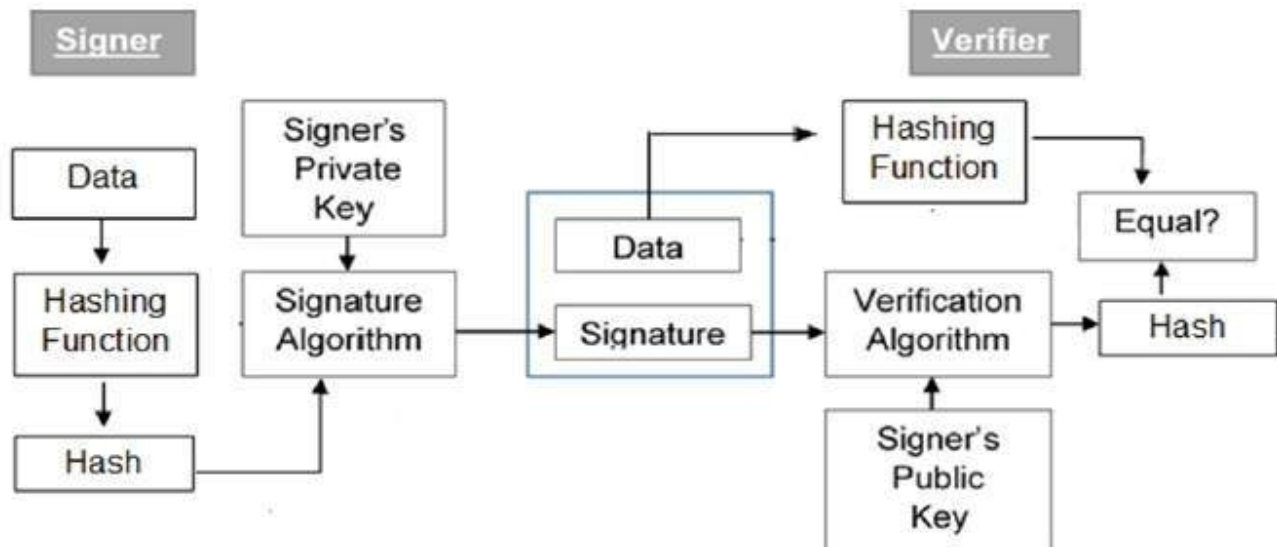 Signer
Verifier
Data
Hashing
Function
Hash
Signer's
Private
Key
Signature
Algorithm
Data
Signature
Hashing
Function
Verification
Algorithm
Signer's
Public
Key
Equal?
Hash